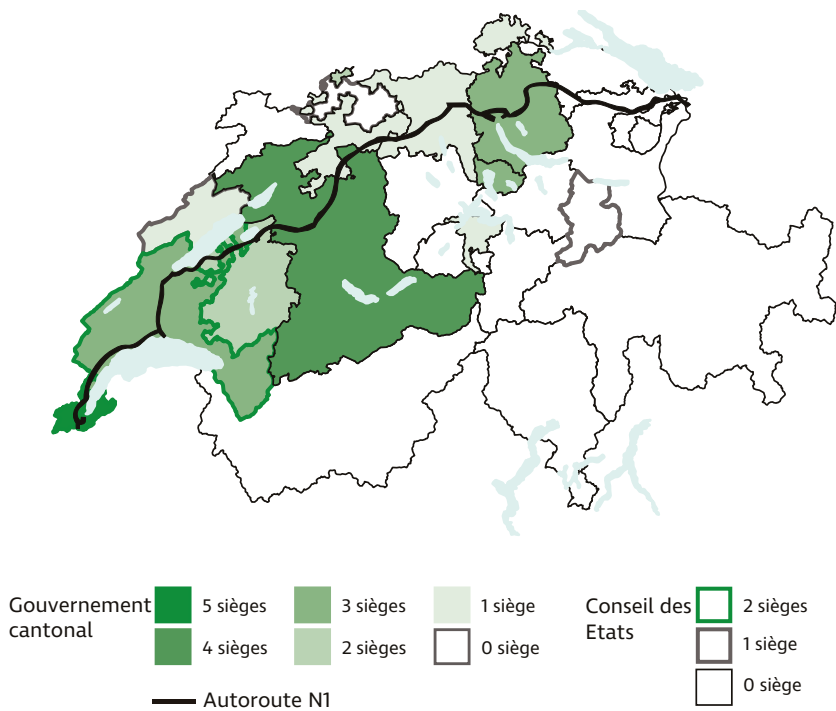 Gouvernement
cantonal
5 sièges
4 sièges
3 sièges
2 sièges
1 siège
0 siège
Conseil des
Etats
2 sièges
1 siège
0 siège
Autoroute N1